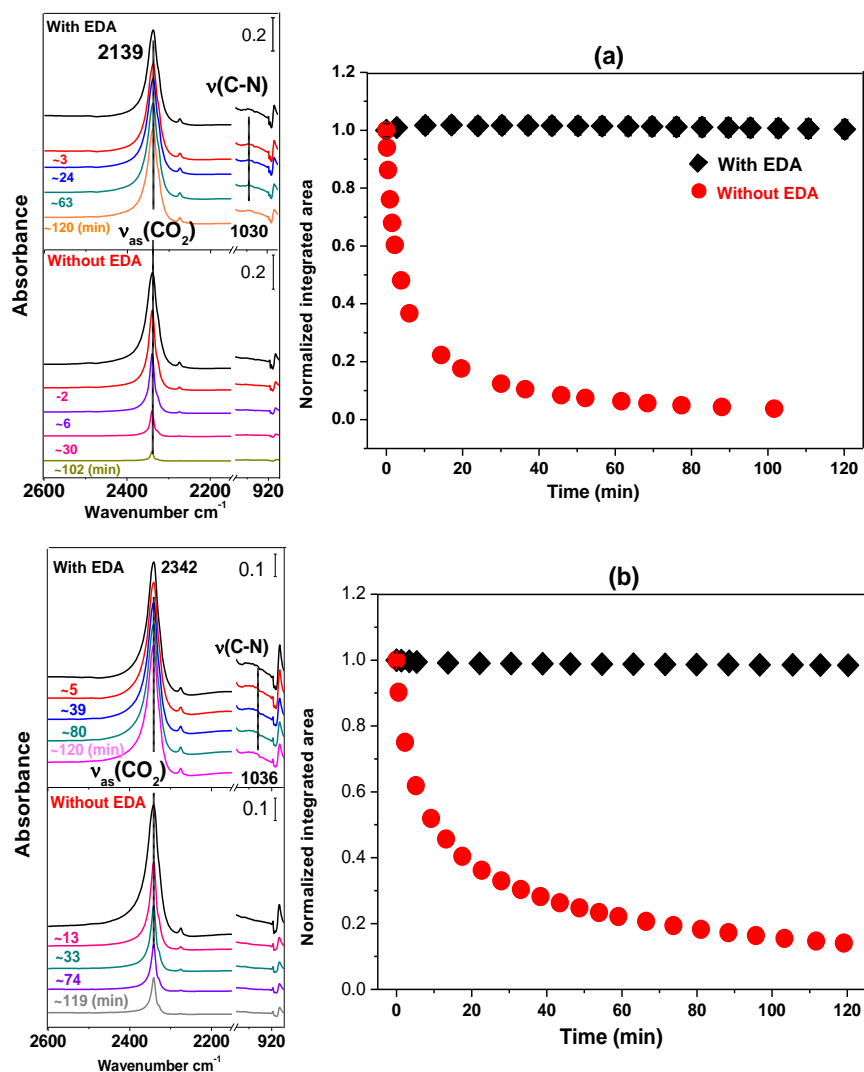 With EDA
0.2
2139
ν(C-N)
~3
~24
~63
~120 (min)
1030
νas(CO2)
Without EDA
0.2
-2
~6
~30
~102 (min)
2600
2400
2200
920
Wavenumber cm-1
Absorbance
(a)
1.2
1.0
0.8
0.6
0.4
0.2
0.0
Normalized integrated area
With EDA
Without EDA
0
20
40
60
80
100
120
Time (min)
With EDA
2342
0.1
ν(C-N)
~5
~39
~80
~120 (min)
1036
νas(CO2)
Without EDA
0.1
~13
~33
~74
~119 (min)
2600
2400
2200
920
Wavenumber cm-1
Absorbance
(b)
1.2
1.0
0.8
0.6
0.4
0.2
0.0
Normalized integrated area
0
20
40
60
80
100
120
Time (min)